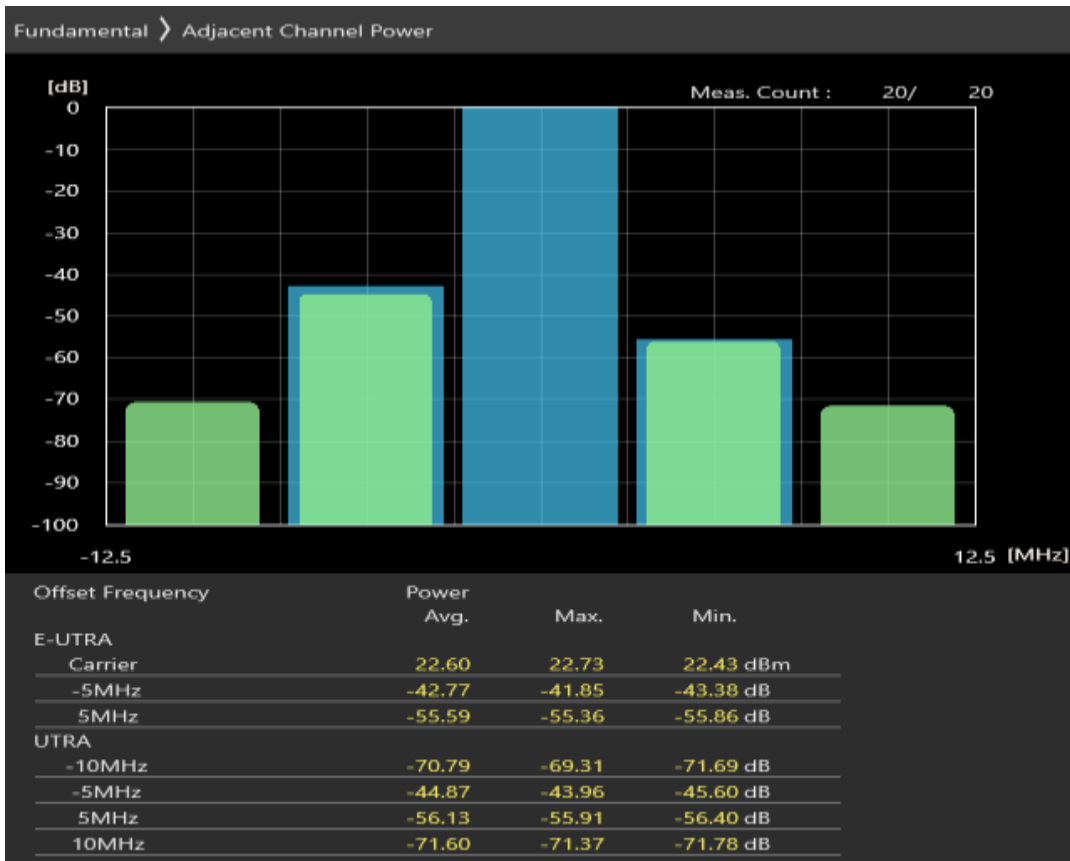 Fundamental 〉 Adjacent Channel Power
[dB]
Meas. Count : 20/ 20
0
-10
-20
-30
-40
-50
-60
-70
-80
-90
-100
-12.5 12.5 [MHz]
Offset Frequency Power
Avg. Max. Min.
E-UTRA
Carrier 22.60 22.73 22.43 dBm
-5MHz -42.77 -41.85 -43.38 dB
5MHz -55.59 -55.36 -55.86 dB
UTRA
-10MHz -70.79 -69.31 -71.69 dB
-5MHz -44.87 -43.96 -45.60 dB
5MHz -56.13 -55.91 -56.40 dB
10MHz -71.60 -71.37 -71.78 dB